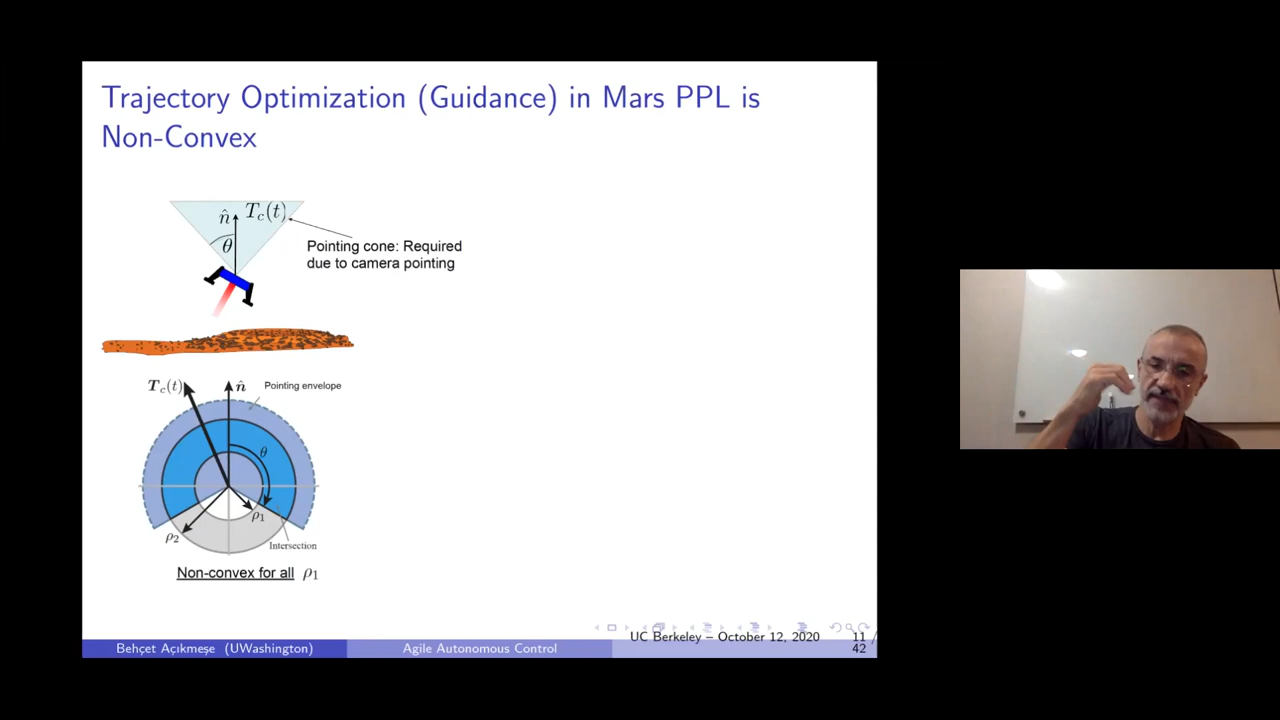 Trajectory Optimization (Guidance) in Mars PPL is
Non-Convex
n̂ T_c(t)
θ
Pointing cone: Required
due to camera pointing
T_c(t) n̂ Pointing envelope
θ
ρ₁
ρ₂
Intersection
Non-convex for all ρ₁
UC Berkeley – October 12, 2020 11 /
Behçet Açıkmeşe (UWashington) Agile Autonomous Control 42